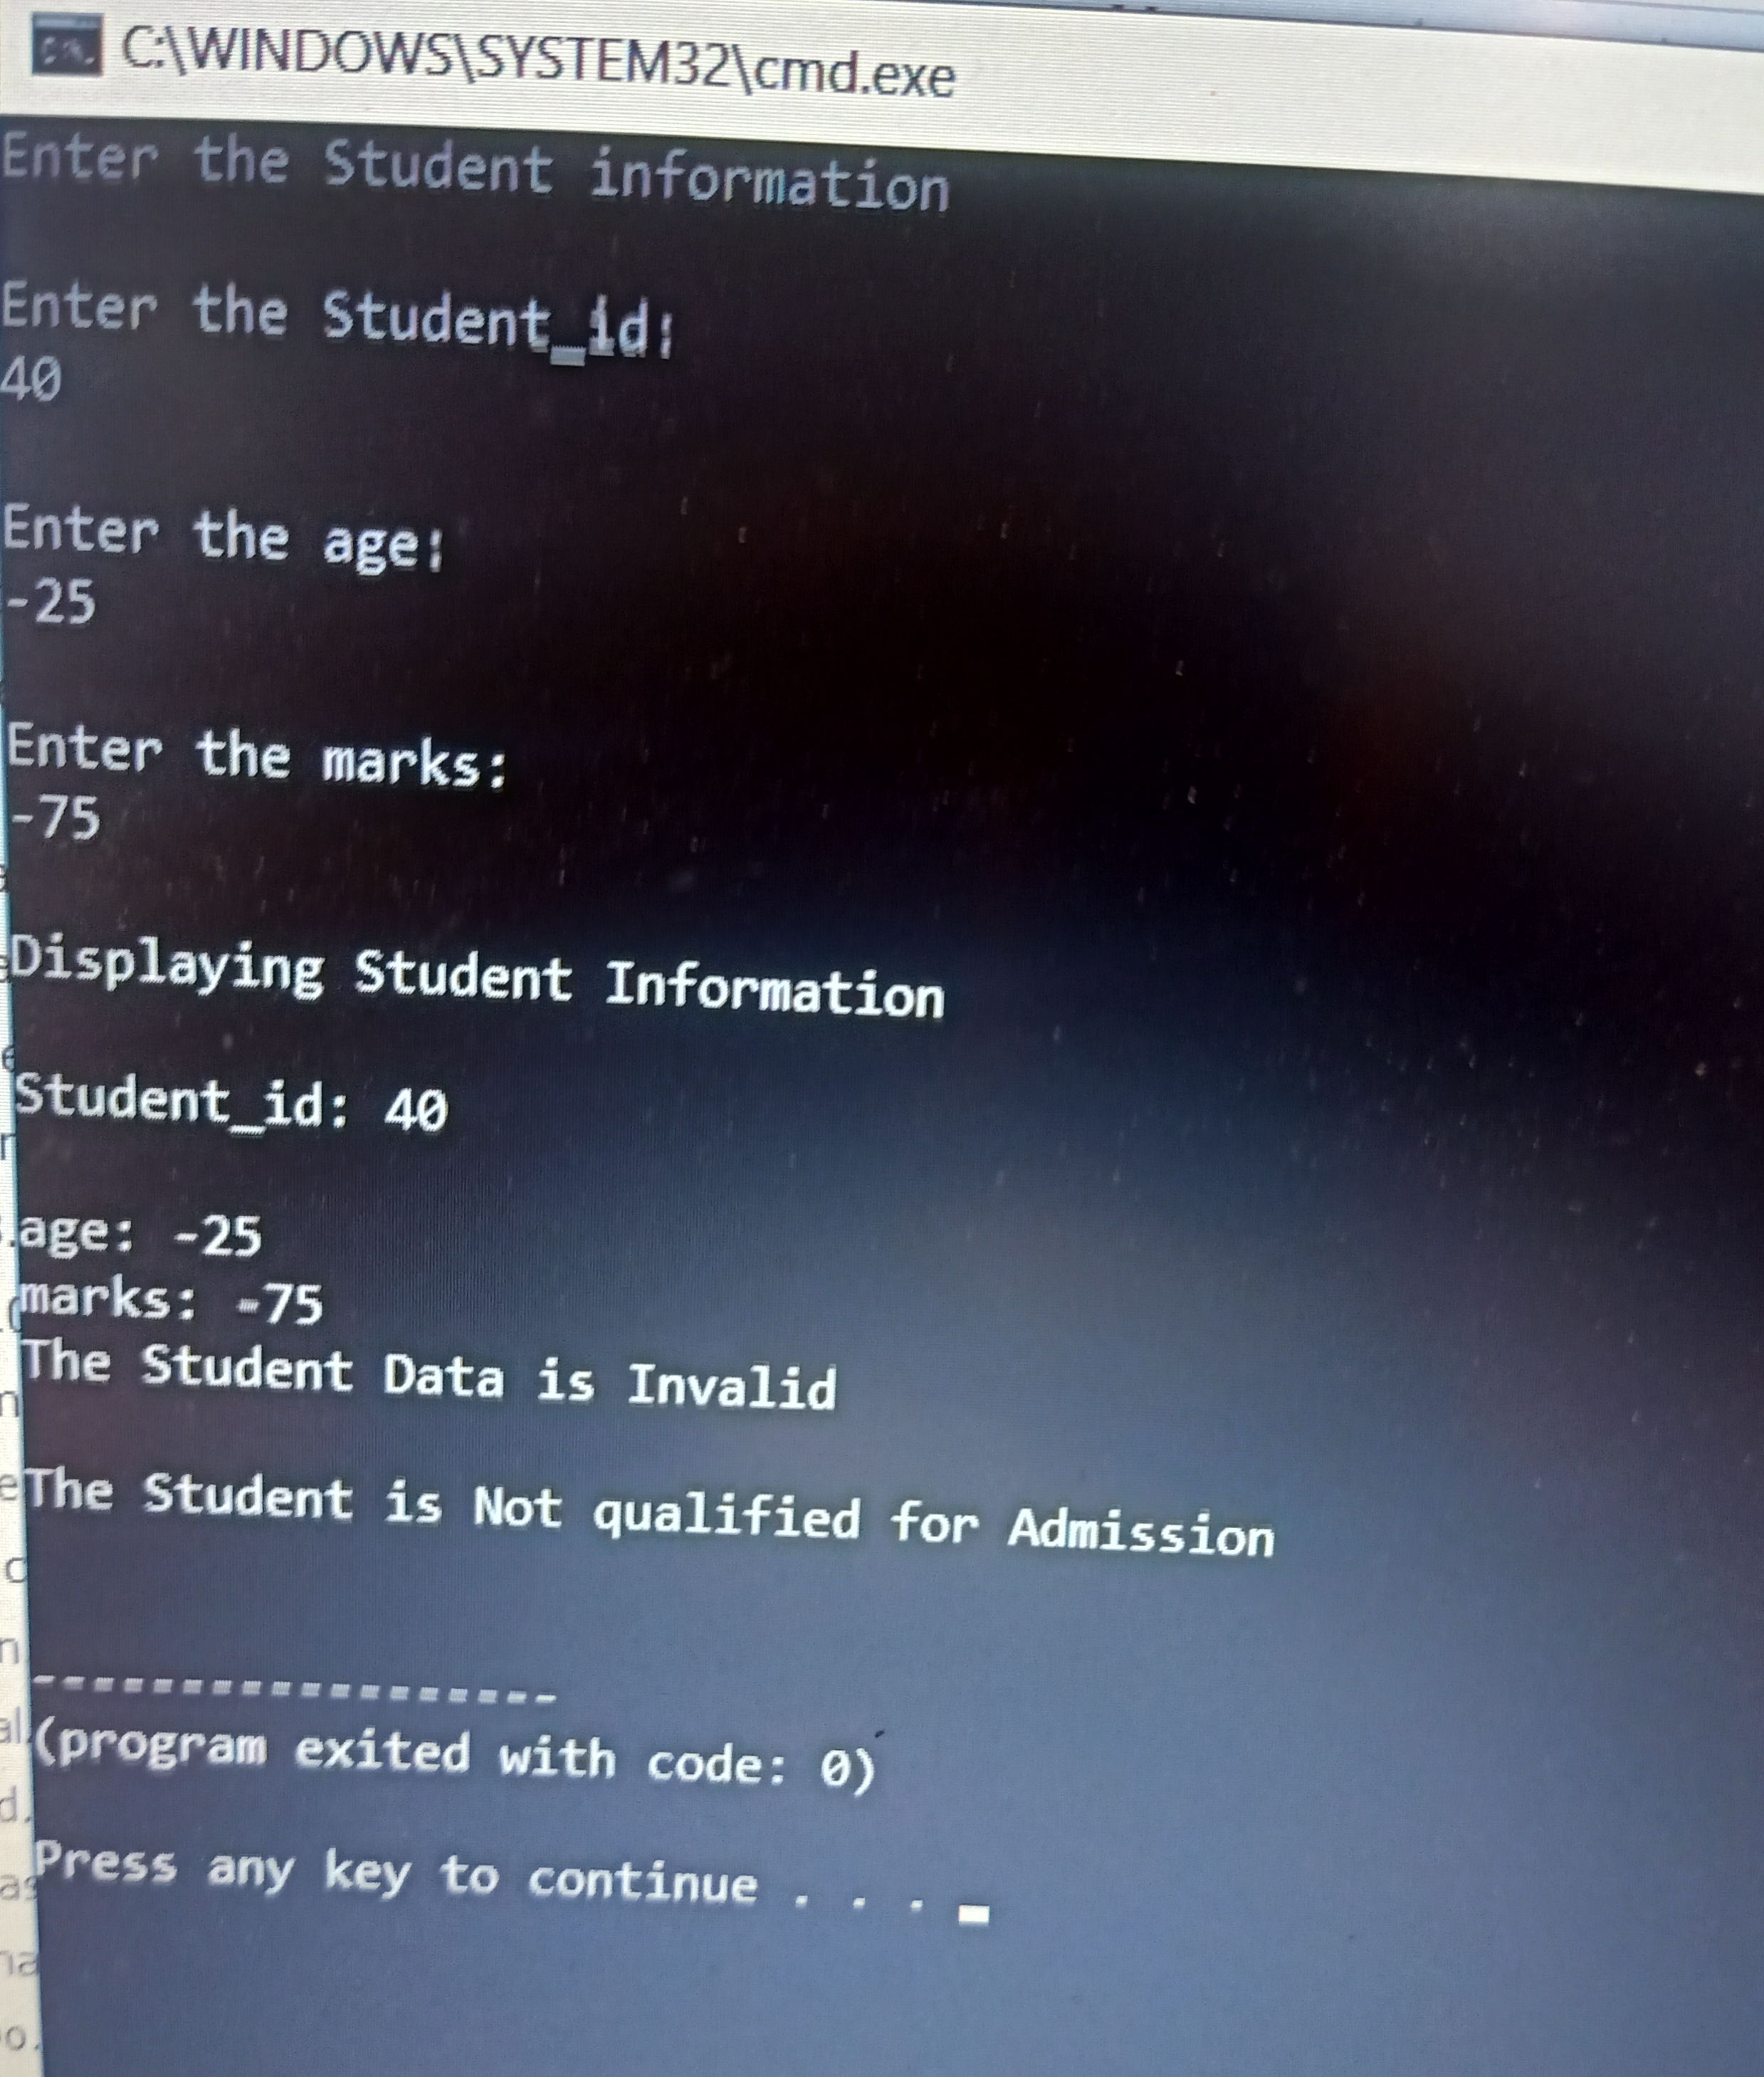 C:\WINDOWS\SYSTEM32\cmd.exe
Enter the Student information
Enter the Student_id:
40
Enter the age:
-25
Enter the marks:
-75
Displaying Student Information
Student_id: 40
age: -25
marks: -75
The Student Data is Invalid
The Student is Not qualified for Admission
------------------
(program exited with code: 0)
Press any key to continue . . .